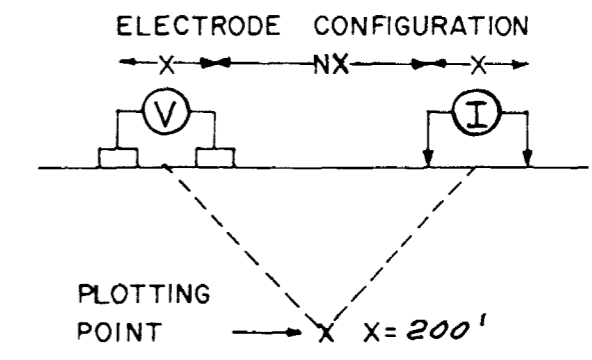 ELECTRODE CONFIGURATION
X NX X
V I
PLOTTING
POINT X X= 200'